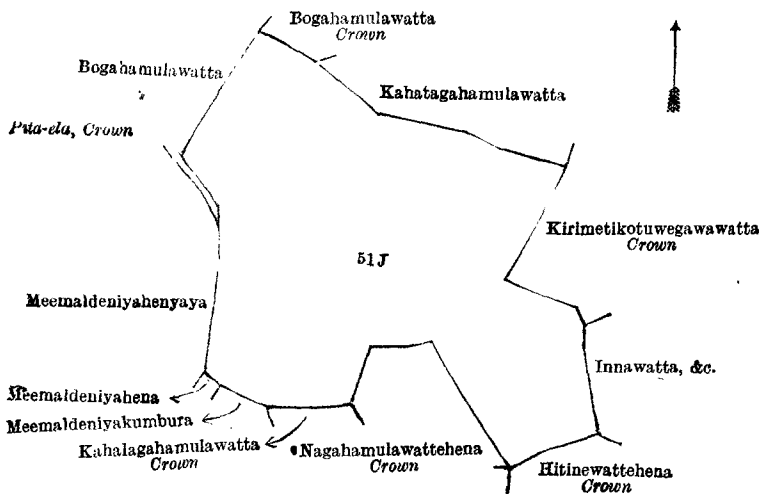 Bogahamulawatta
Crown
Bogahamulawatta
Kahatagahamulawatta
Pita-ela, Crown
Kirimetikotuwegawawatta
Crown
51J
Meemaldeniyahenyaya
Innawatta, &c.
Meemaldeniyahena
Meemaldeniyakumbura
Kahalagahamulawatta
Crown
Nagahamulawattehena
Crown
Hitinewattehena
Crown